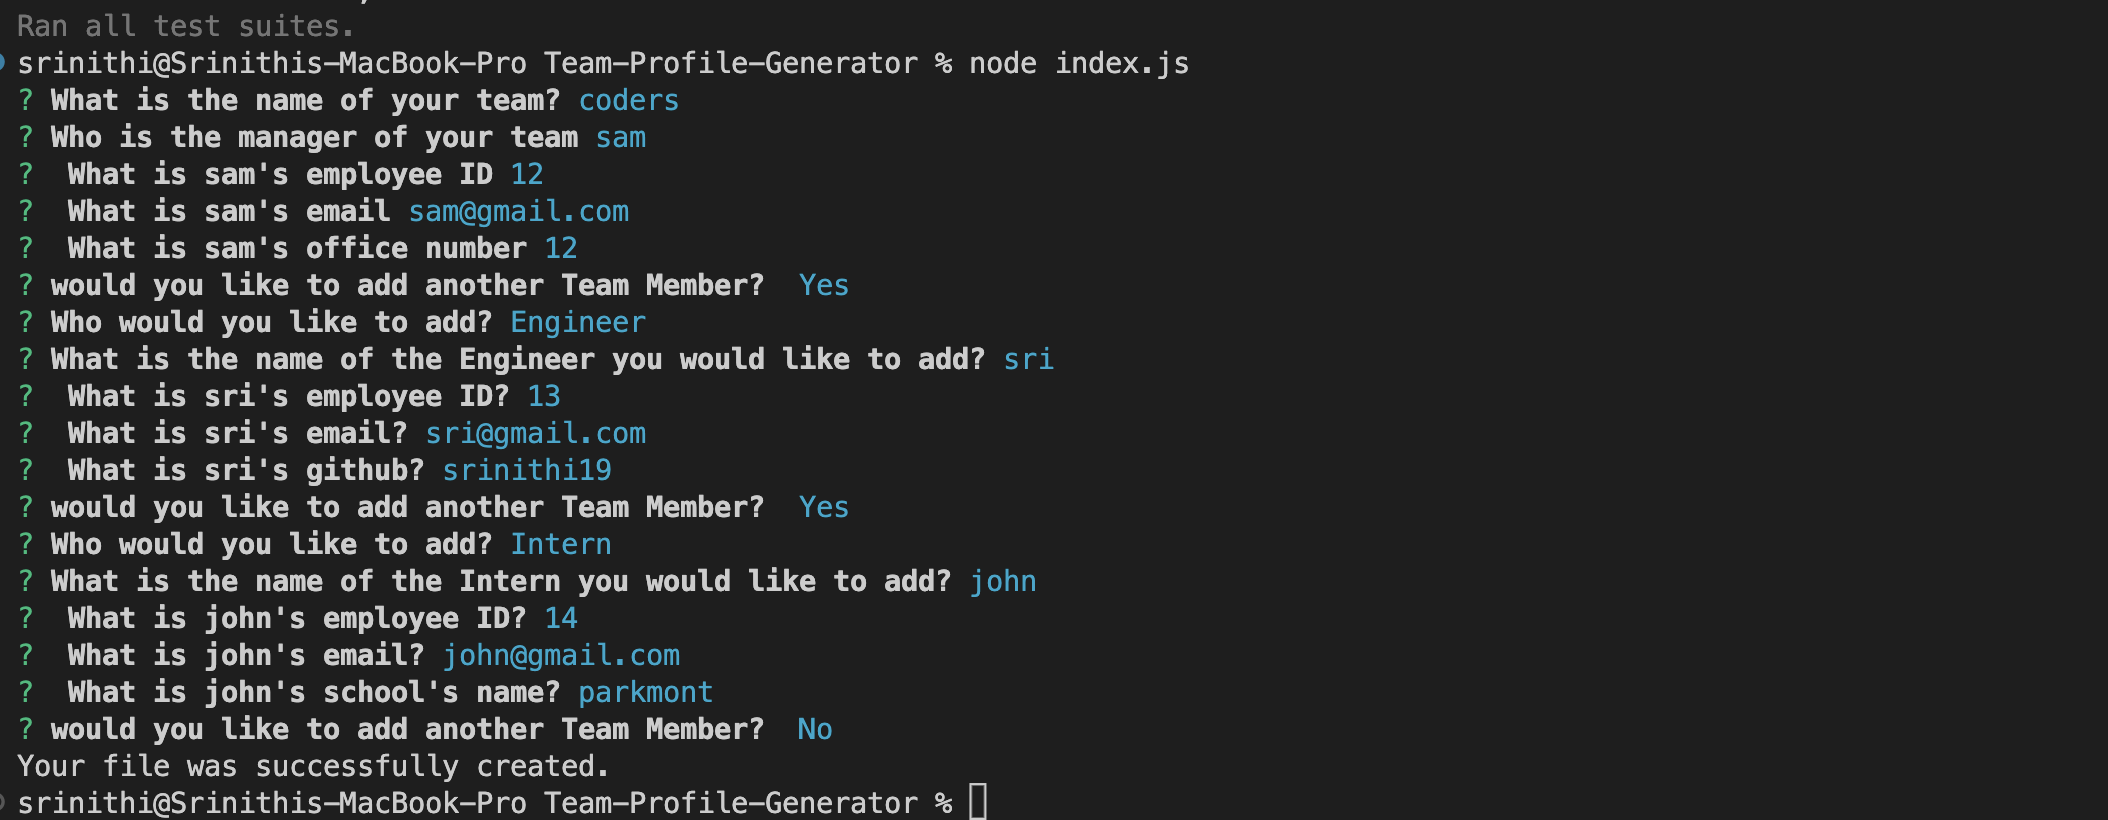 Ran all test suites.
srinithi@Srinithis-MacBook-Pro Team-Profile-Generator % node index.js
? What is the name of your team? coders
? Who is the manager of your team sam
?  What is sam's employee ID 12
?  What is sam's email sam@gmail.com
?  What is sam's office number 12
? would you like to add another Team Member?  Yes
? Who would you like to add? Engineer
? What is the name of the Engineer you would like to add? sri
?  What is sri's employee ID? 13
?  What is sri's email? sri@gmail.com
?  What is sri's github? srinithi19
? would you like to add another Team Member?  Yes
? Who would you like to add? Intern
? What is the name of the Intern you would like to add? john
?  What is john's employee ID? 14
?  What is john's email? john@gmail.com
?  What is john's school's name? parkmont
? would you like to add another Team Member?  No
Your file was successfully created.
srinithi@Srinithis-MacBook-Pro Team-Profile-Generator %